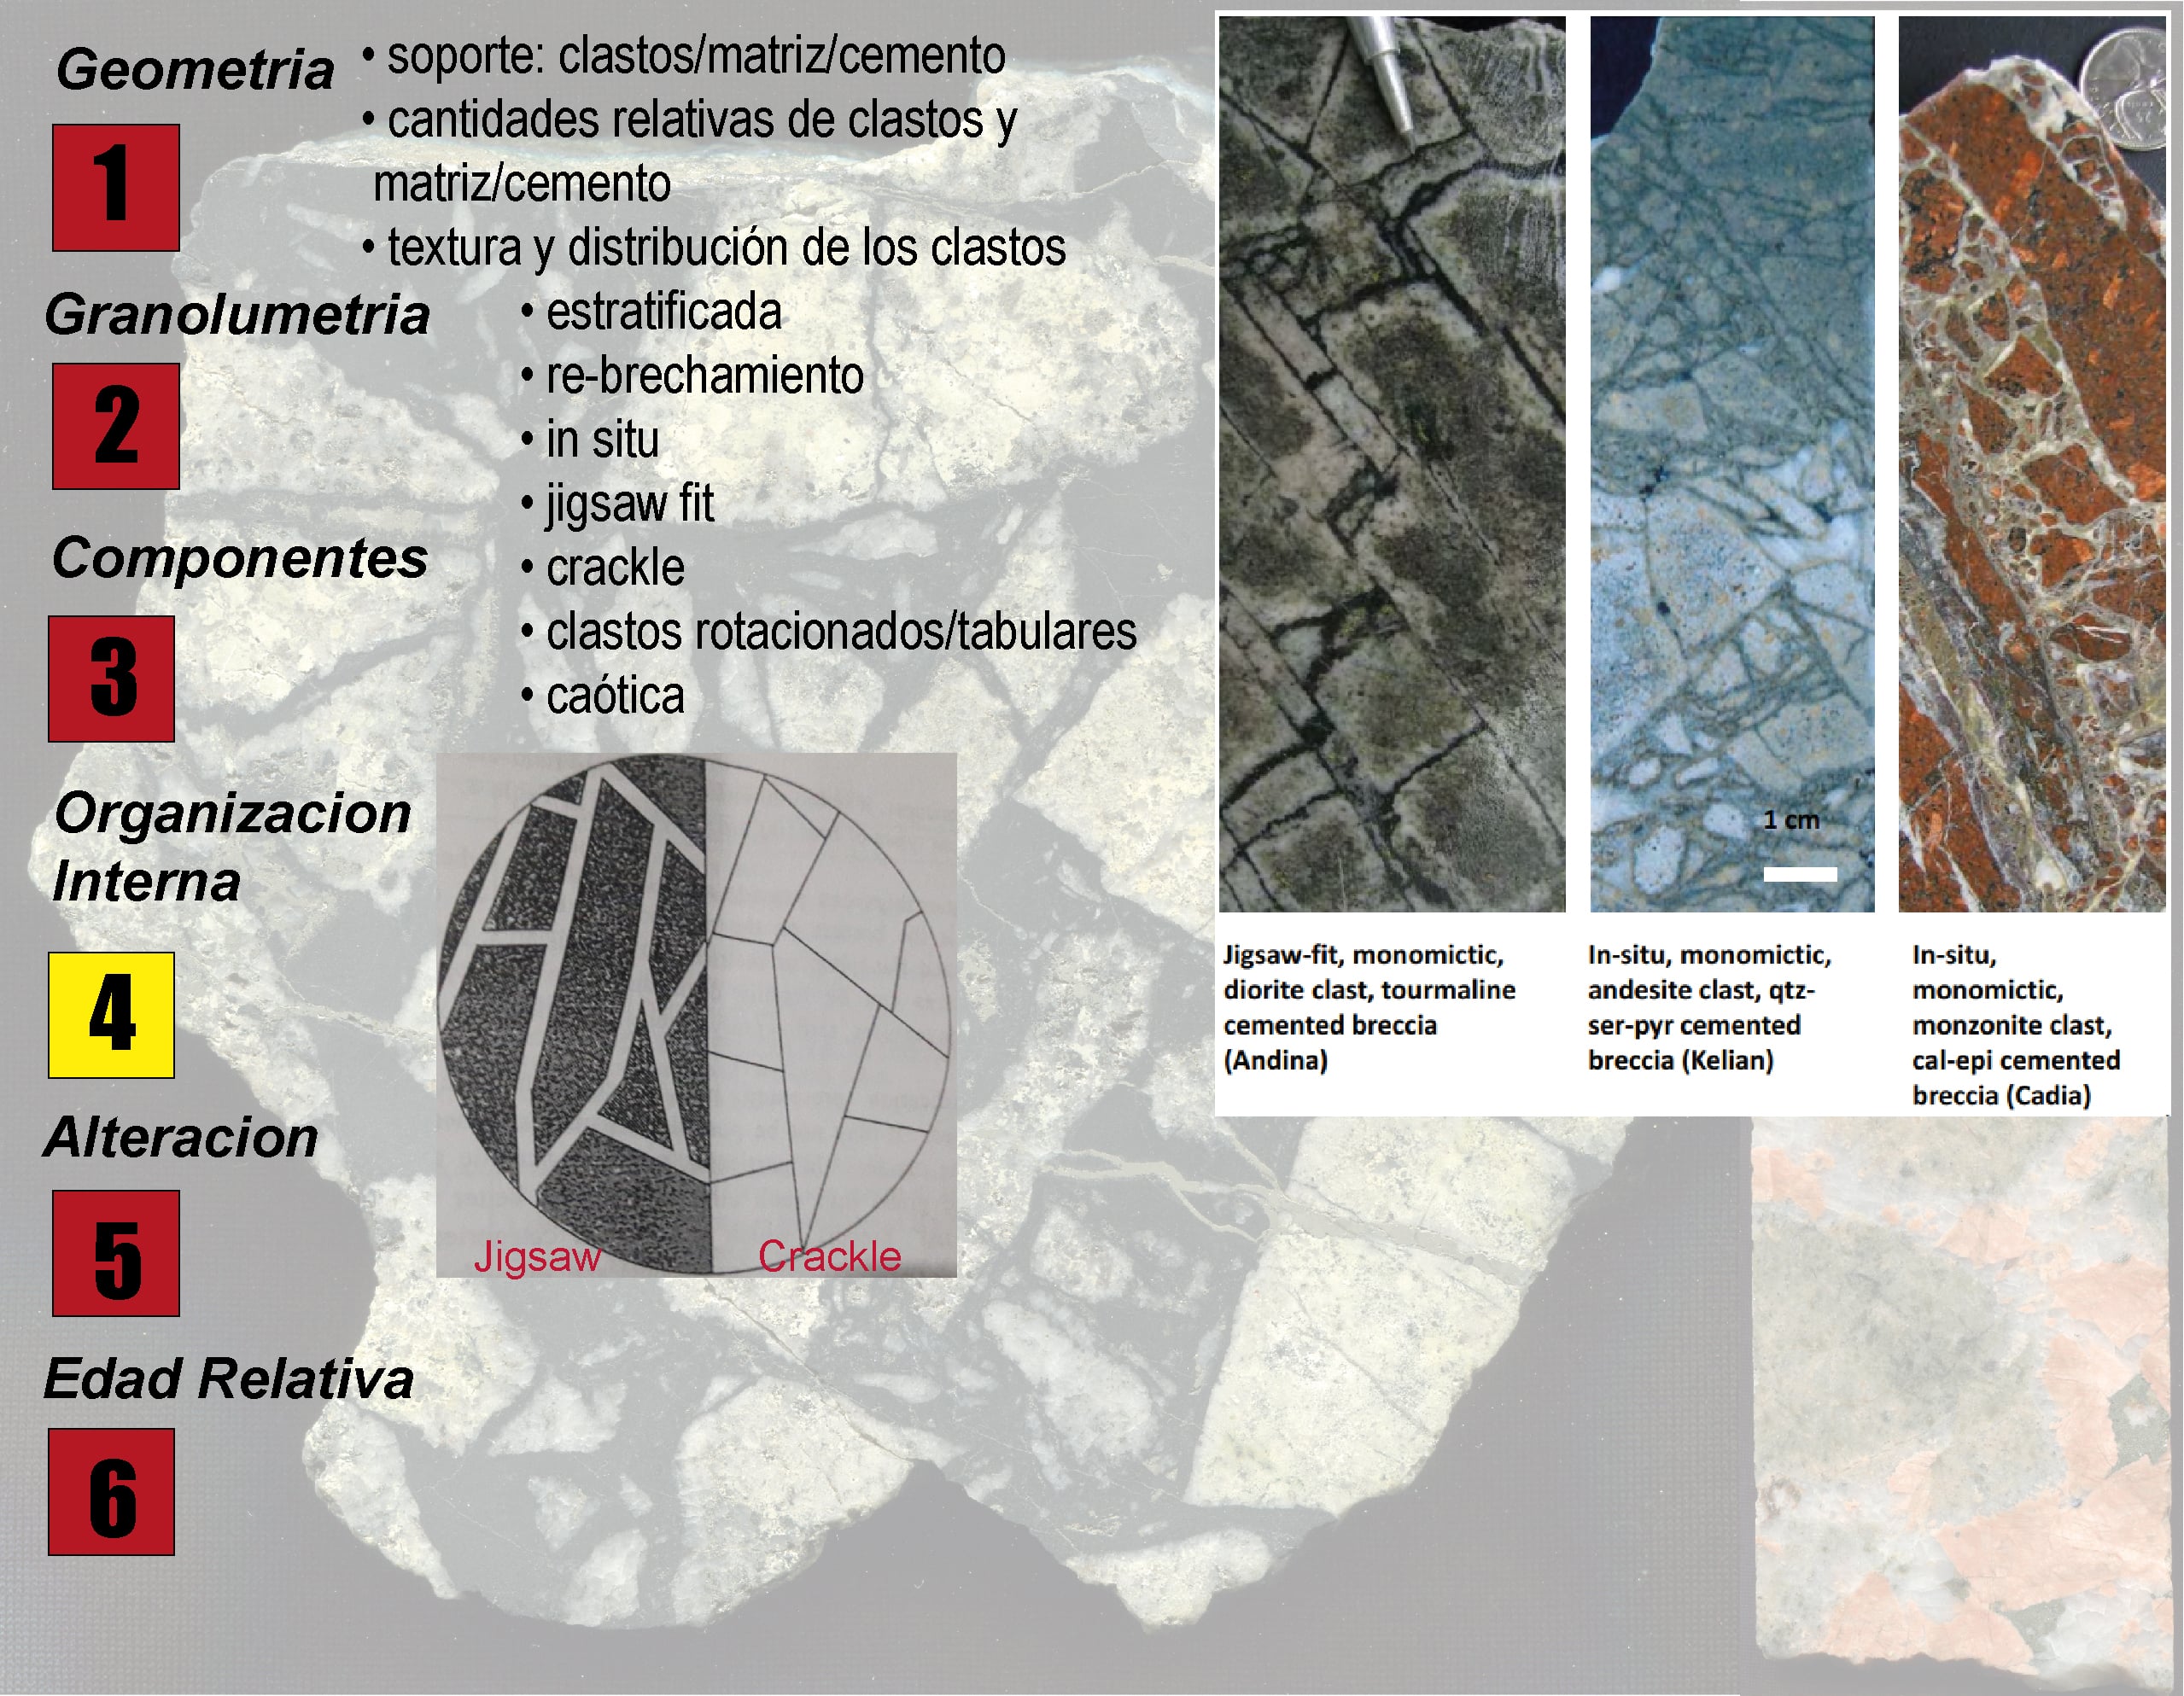 Geometria
1
Granolumetria
2
Componentes
3
Organizacion
Interna
4
Alteracion
5
Edad Relativa
6
• soporte: clastos/matriz/cemento
• cantidades relativas de clastos y
matriz/cemento
• textura y distribución de los clastos
• estratificada
• re-brechamiento
• in situ
• jigsaw fit
• crackle
• clastos rotacionados/tabulares
• caótica
Jigsaw
Crackle
1 cm
Jigsaw-fit, monomictic,
diorite clast, tourmaline
cemented breccia
(Andina)
In-situ, monomictic,
andesite clast, qtz-
ser-pyr cemented
breccia (Kelian)
In-situ,
monomictic,
monzonite clast,
cal-epi cemented
breccia (Cadia)